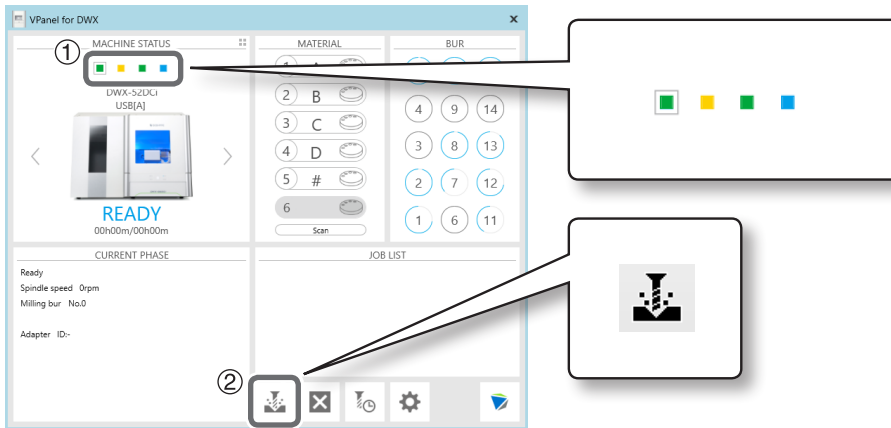 VPanel for DWX
x
①
MACHINE STATUS
DWX-52DCi
USB[A]
READY
00h00m/00h00m
MATERIAL
2 B
3 C
4 D
5 #
6
Scan
BUR
4 9 14
3 8 13
2 7 12
1 6 11
CURRENT PHASE
Ready
Spindle speed 0rpm
Milling bur No.0
Adapter ID:-
JOB LIST
②